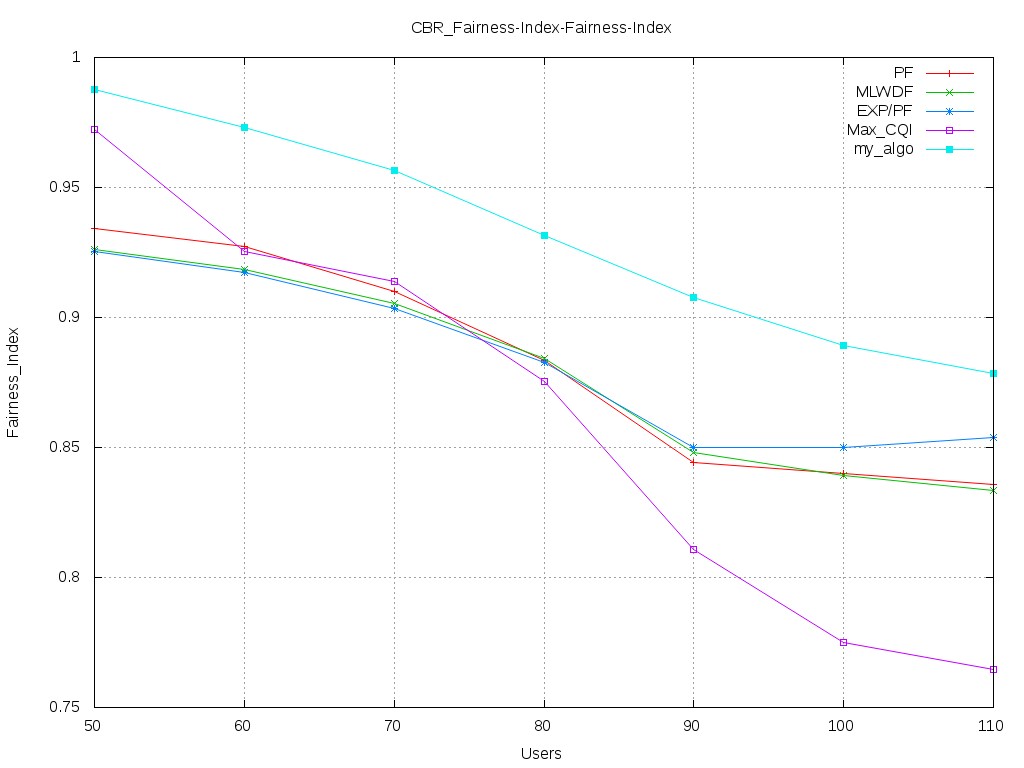 CBR_Fairness-Index-Fairness-Index
1
PF
MLWDF
EXP/PF
Max_CQI
my_algo
0.95
0.9
Fairness_Index
0.85
0.8
0.75
50 60 70 80 90 100 110
Users